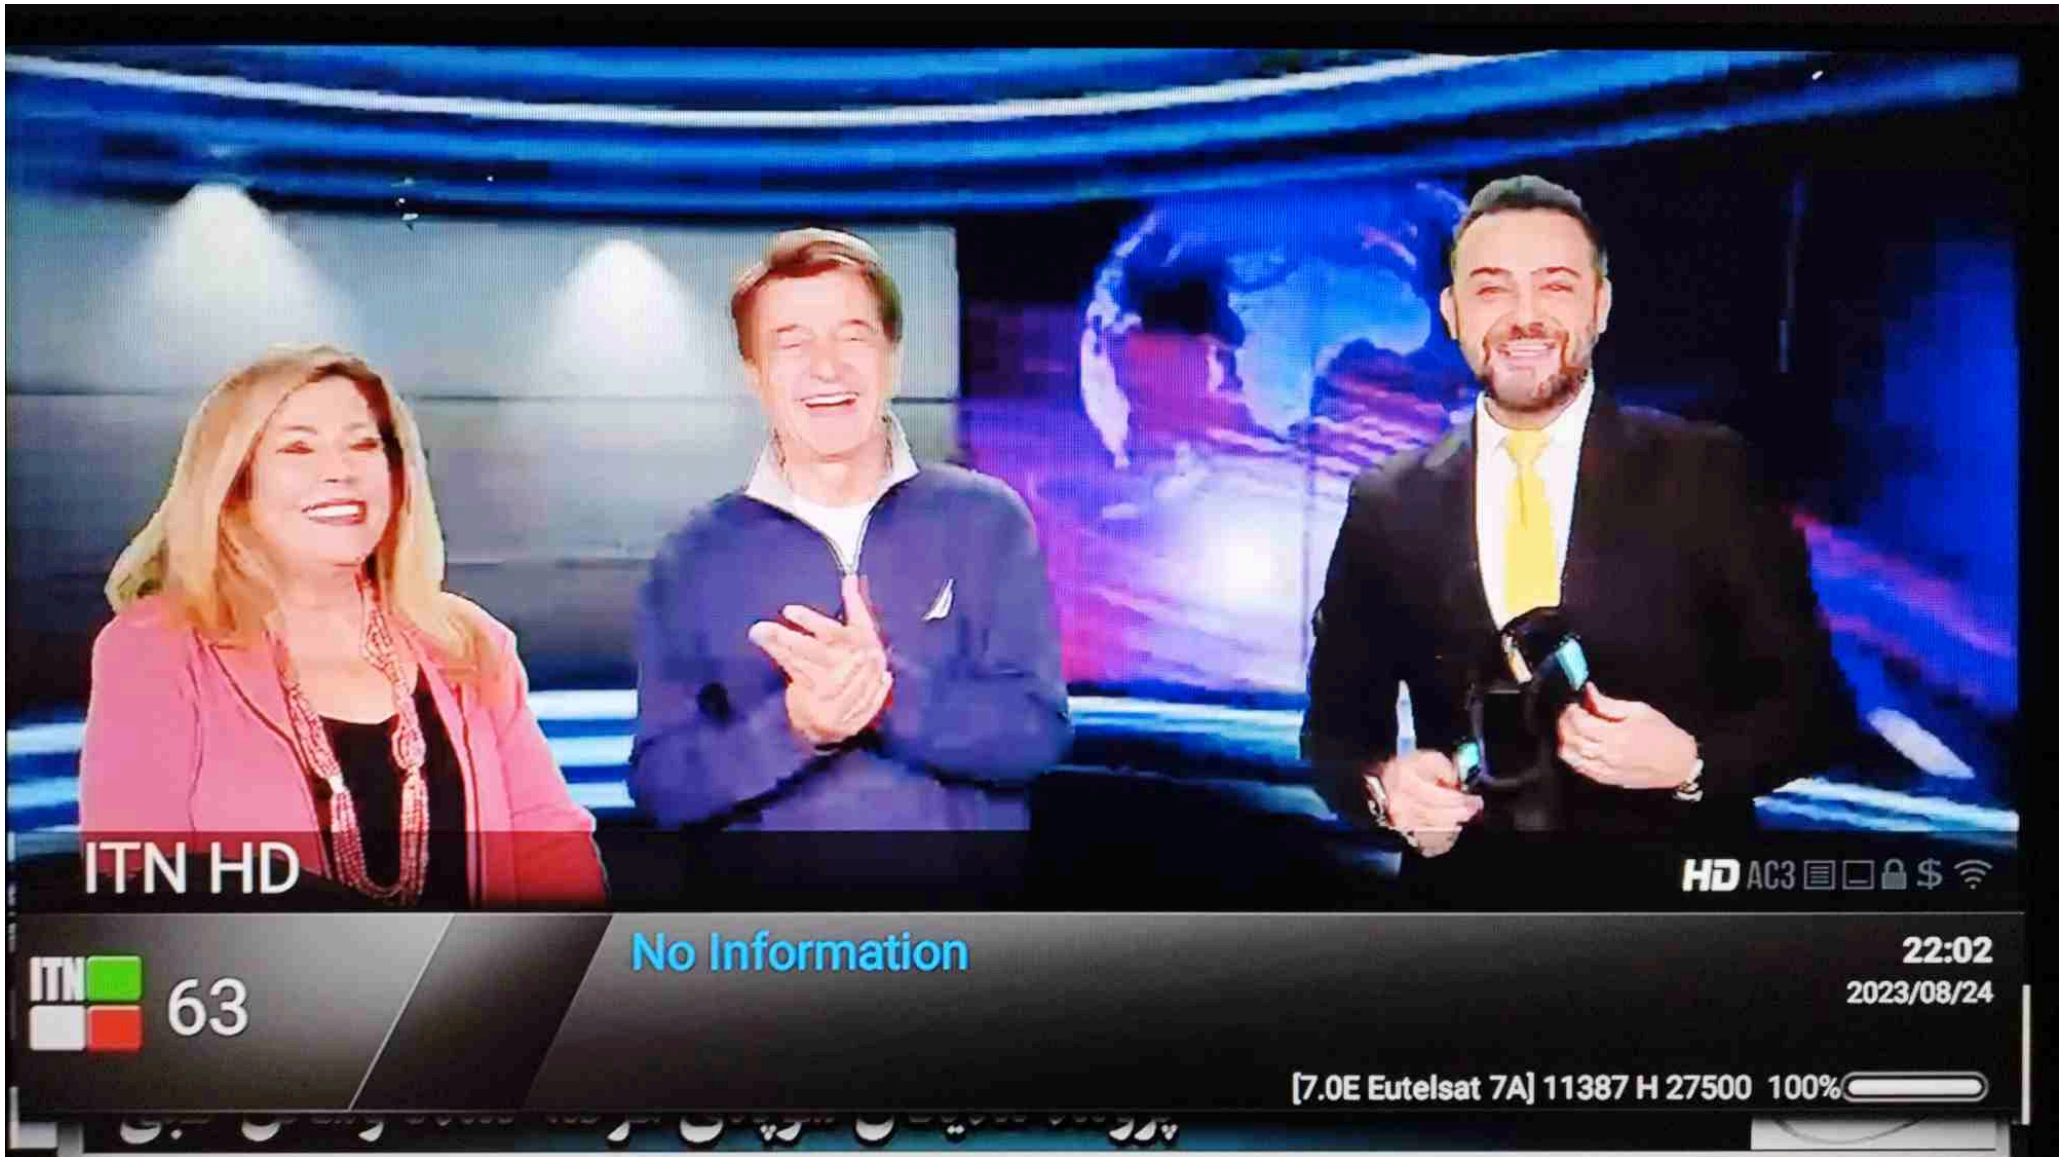 ITN HD
HD AC3 $
ITN
63
No Information
22:02
2023/08/24
[7.0E Eutelsat 7A] 11387 H 27500 100%